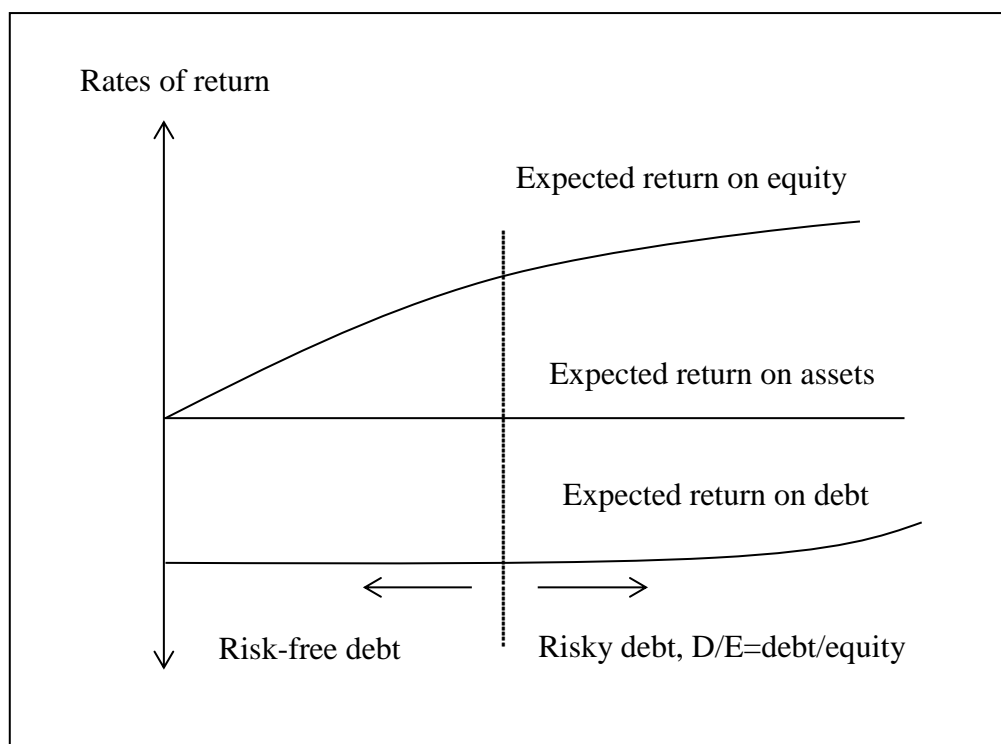 Rates of return
Expected return on equity
Expected return on assets
Expected return on debt
Risk-free debt
Risky debt, D/E=debt/equity